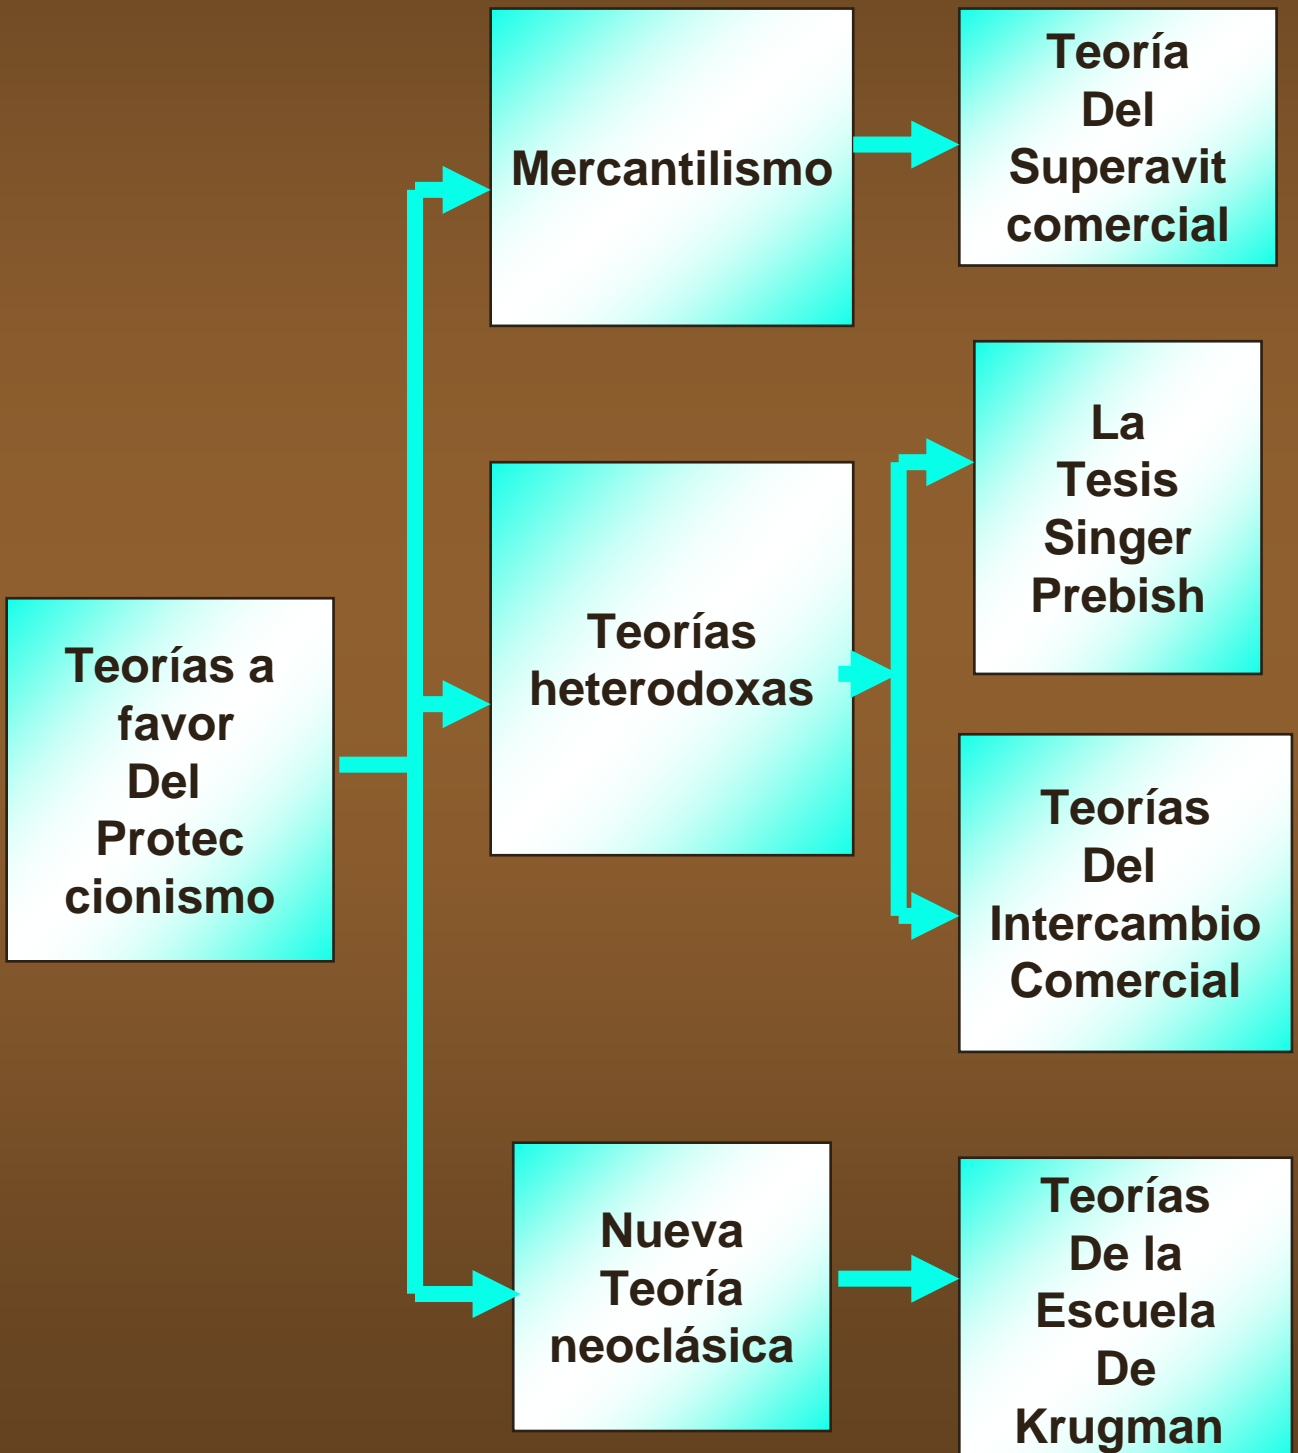 Teorías a
favor
Del
Protec
cionismo
Mercantilismo
Teoría
Del
Superavit
comercial
Teorías
heterodoxas
La
Tesis
Singer
Prebish
Teorías
Del
Intercambio
Comercial
Nueva
Teoría
neoclásica
Teorías
De la
Escuela
De
Krugman